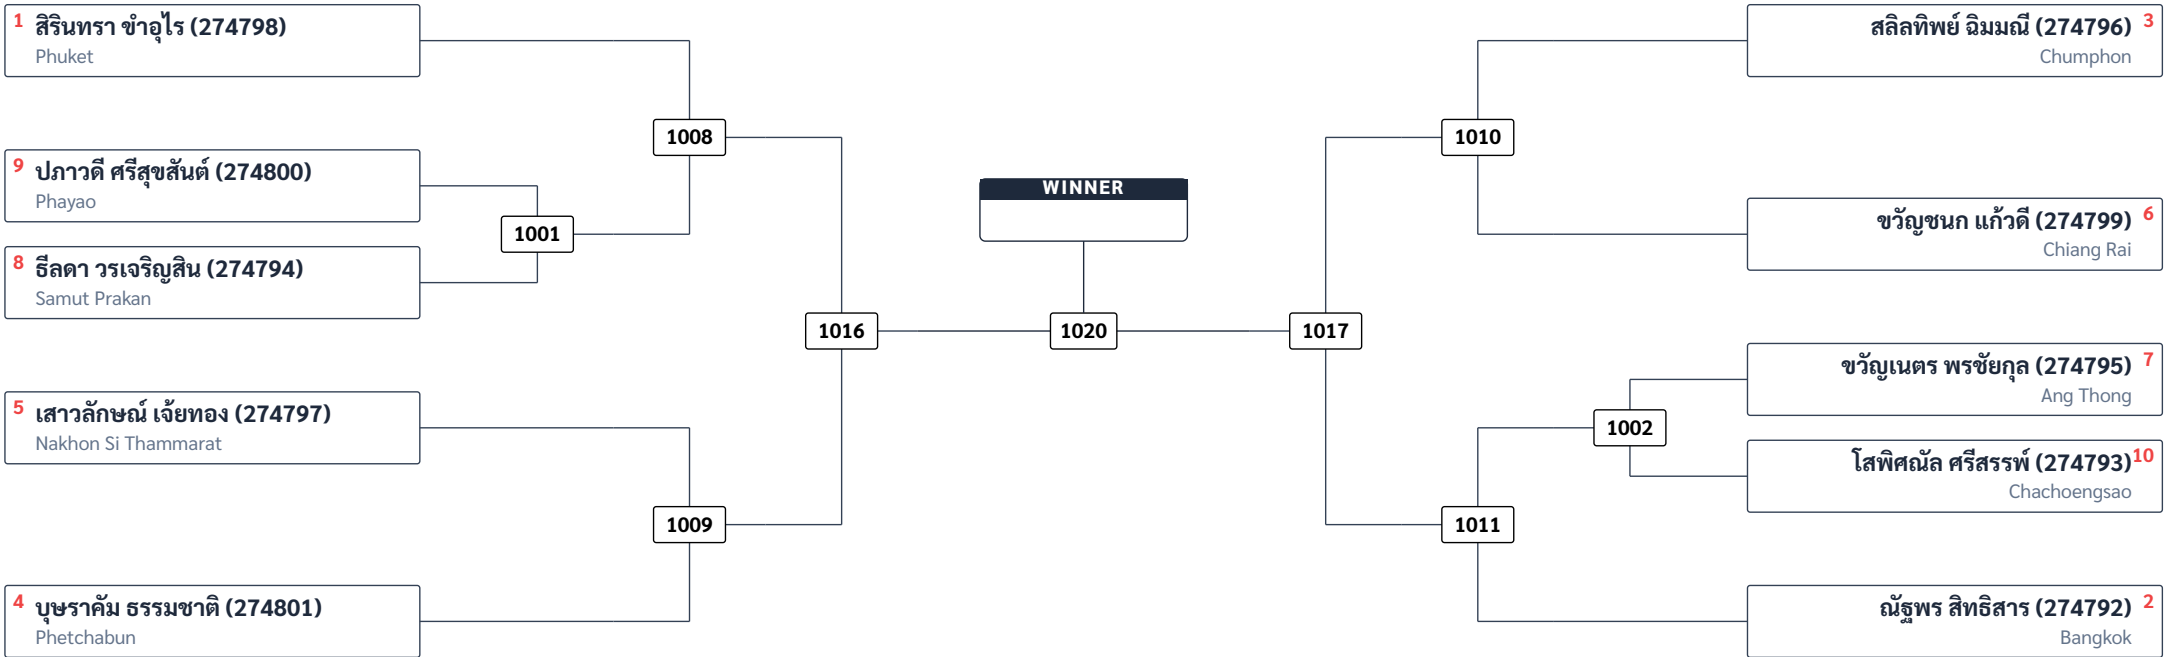 1 สิรินทรา ขำอุไร (274798)
Phuket
9 ปภาวดี ศรีสุขสันต์ (274800)
Phayao
8 ธีลดา วรเจริญสิน (274794)
Samut Prakan
5 เสาวลักษณ์ เจ้ยทอง (274797)
Nakhon Si Thammarat
4 บุษราคัม ธรรมชาติ (274801)
Phetchabun
1001
1008
1009
1016
WINNER
1020
1017
1010
1011
1002
สลิลทิพย์ ฉิมมณี (274796) 3
Chumphon
ขวัญชนก แก้วดี (274799) 6
Chiang Rai
ขวัญเนตร พรชัยกุล (274795) 7
Ang Thong
โสพิศณัล ศรีสรรพ์ (274793) 10
Chachoengsao
ณัฐพร สิทธิสาร (274792) 2
Bangkok